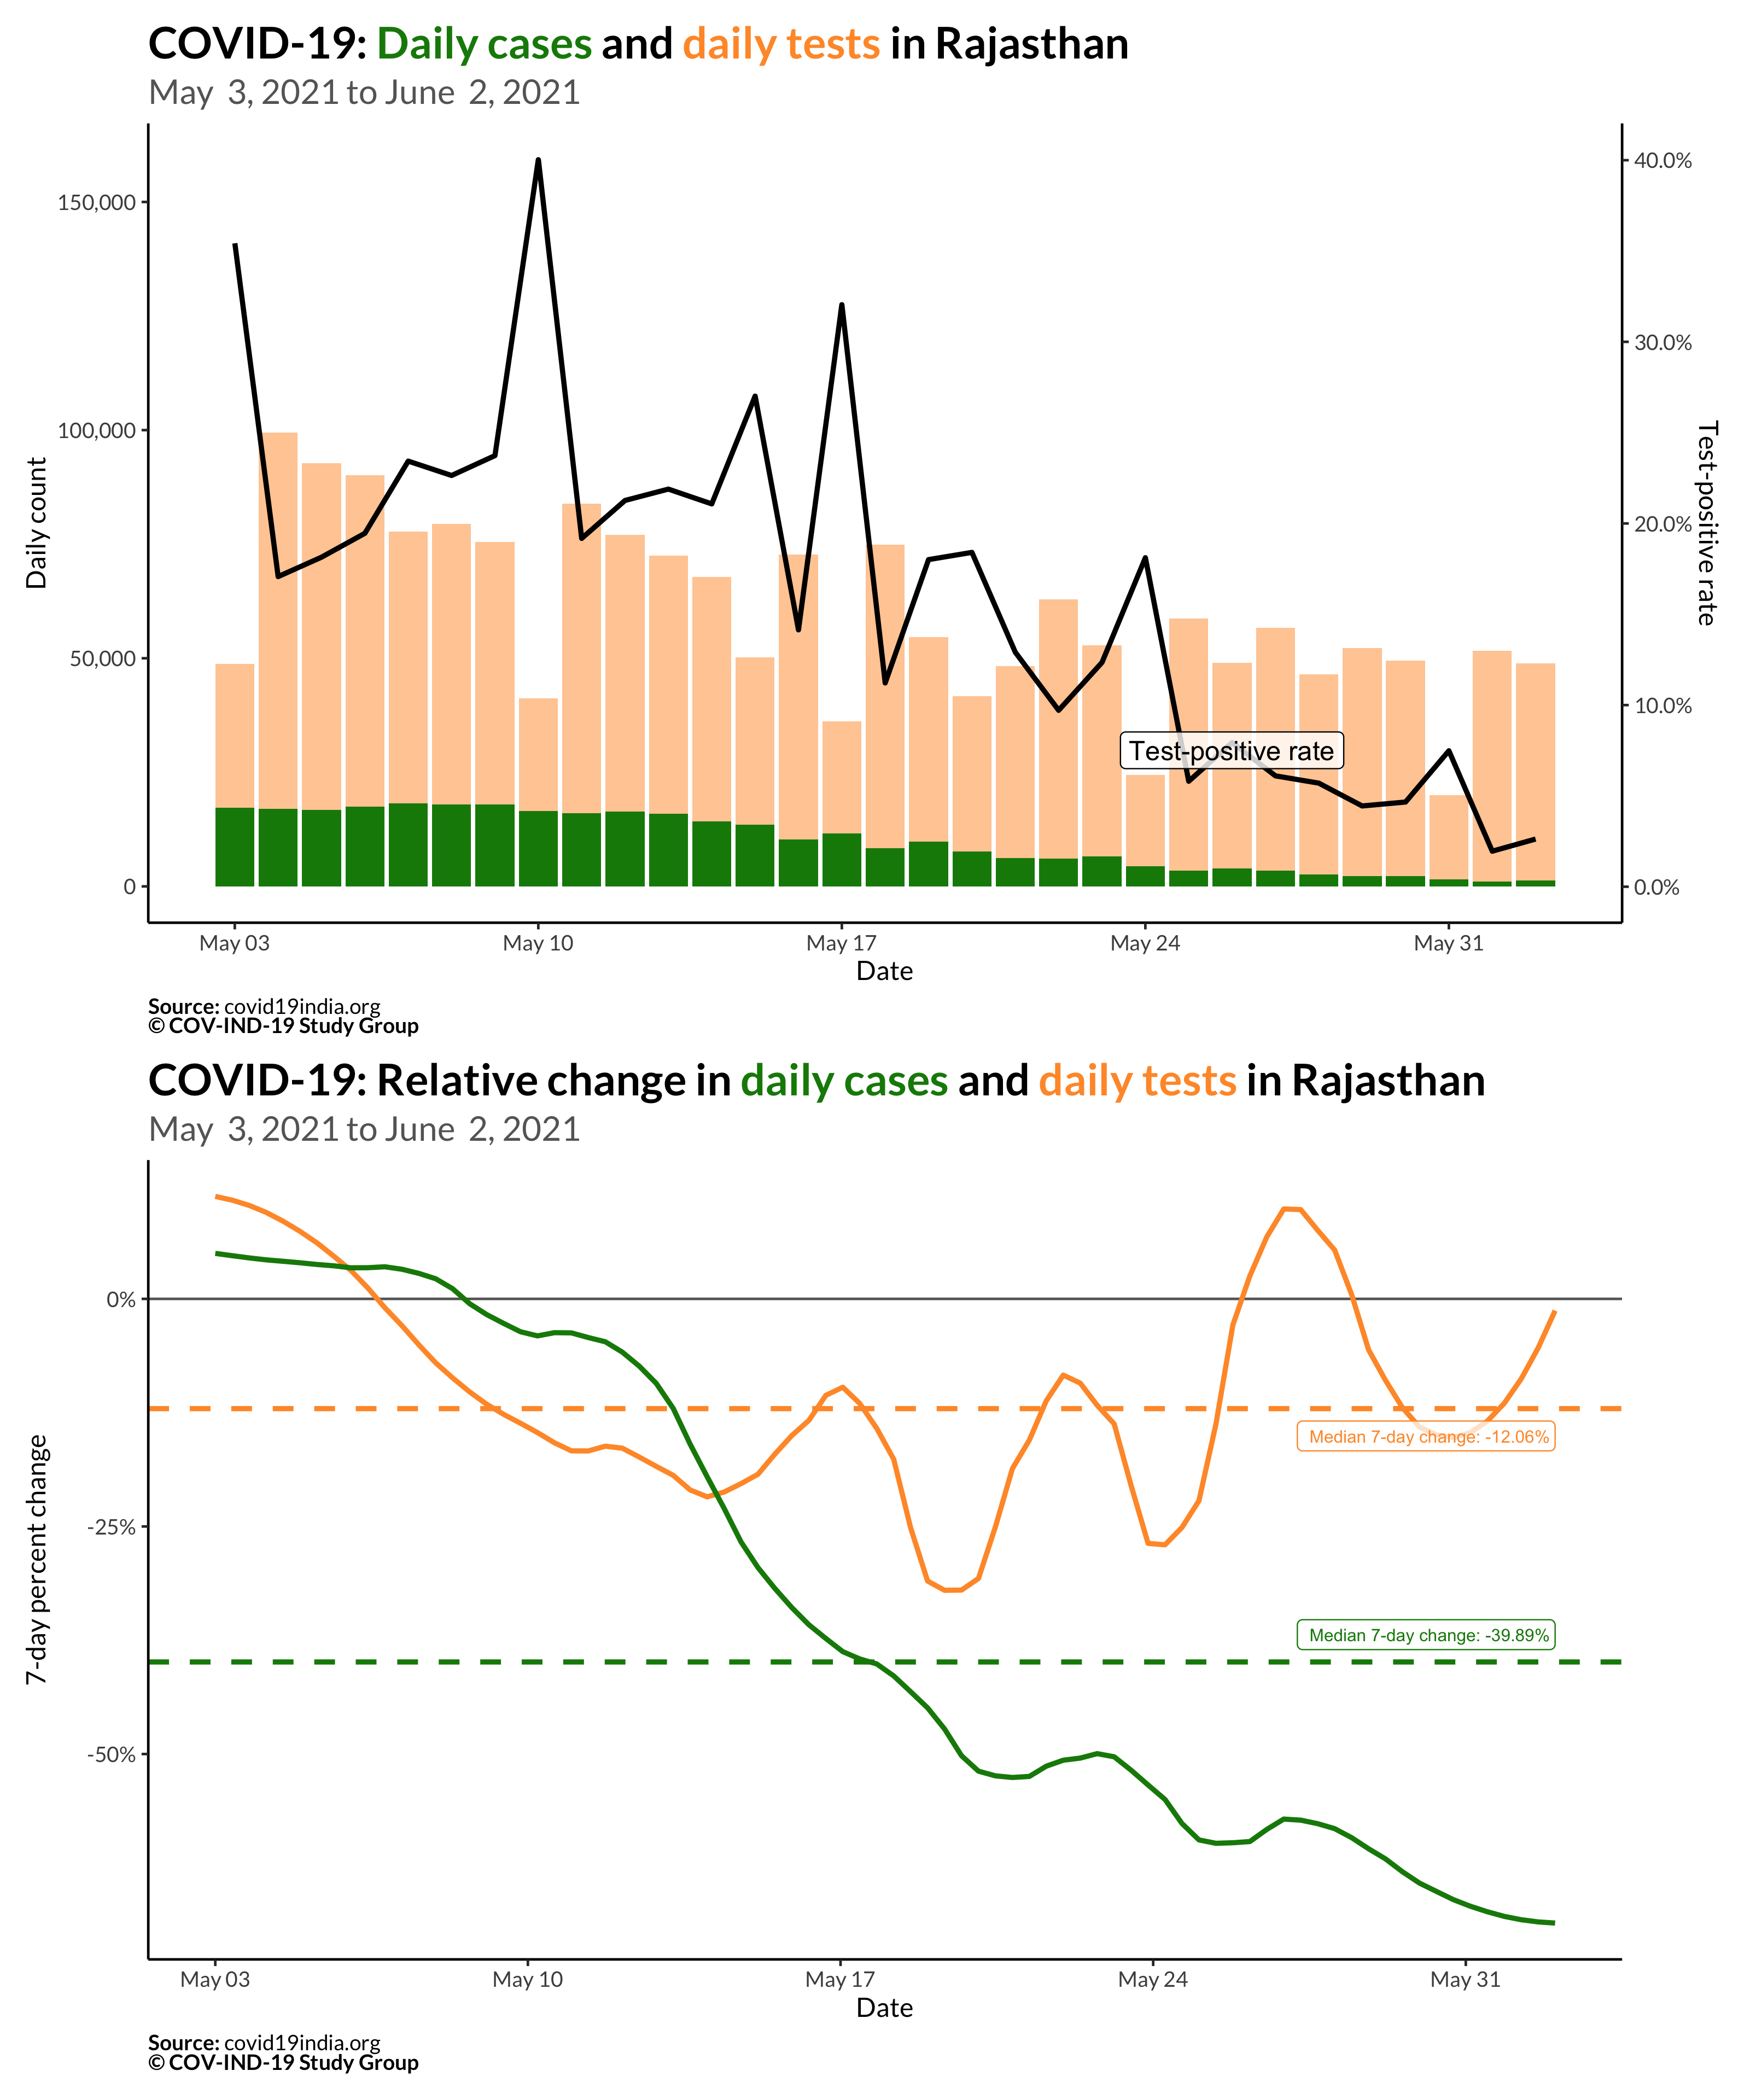 COVID-19: Daily cases and daily tests in Rajasthan
May 3, 2021 to June 2, 2021
150,000
100,000
50,000
0
Daily count
40.0%
30.0%
20.0%
10.0%
0.0%
Test-positive rate
Test-positive rate
May 03
May 10
May 17
May 24
May 31
Date
Source: covid19india.org
© COV-IND-19 Study Group
COVID-19: Relative change in daily cases and daily tests in Rajasthan
May 3, 2021 to June 2, 2021
0%
-25%
-50%
7-day percent change
Median 7-day change: -12.06%
Median 7-day change: -39.89%
May 03
May 10
May 17
May 24
May 31
Date
Source: covid19india.org
© COV-IND-19 Study Group